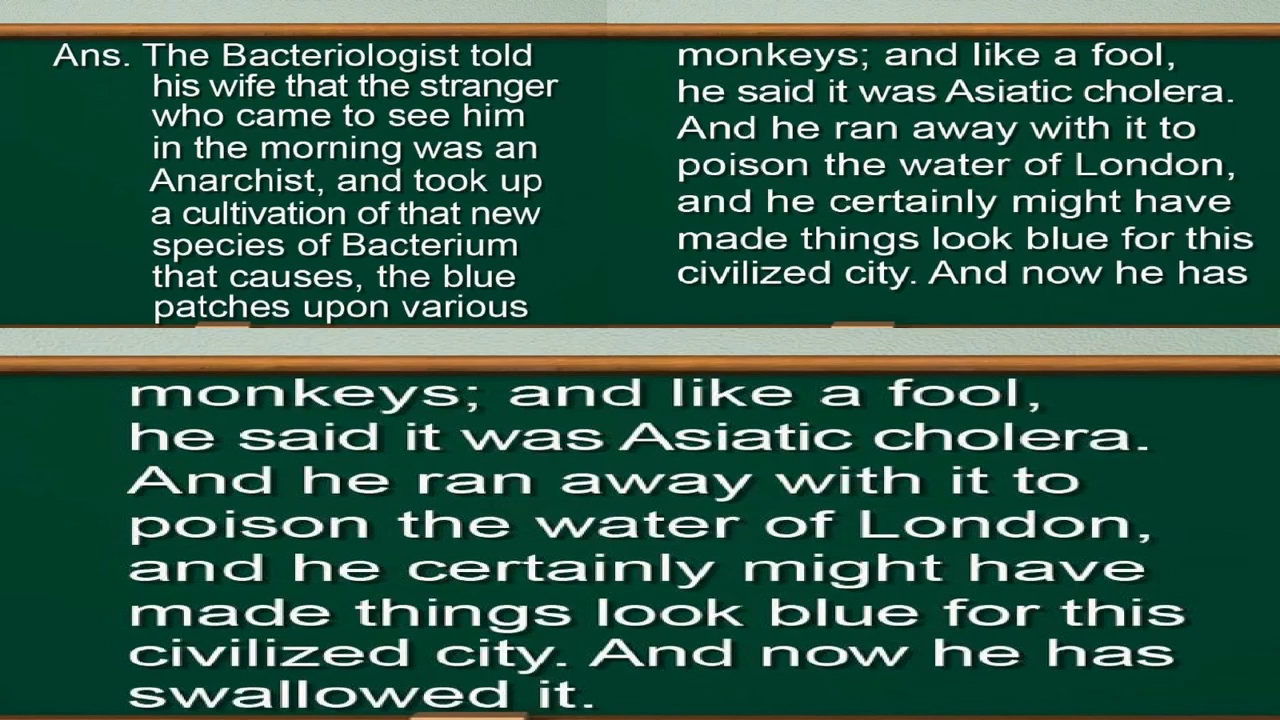 Ans. The Bacteriologist told
his wife that the stranger
who came to see him
in the morning was an
Anarchist, and took up
a cultivation of that new
species of Bacterium
that causes, the blue
patches upon various
monkeys; and like a fool,
he said it was Asiatic cholera.
And he ran away with it to
poison the water of London,
and he certainly might have
made things look blue for this
civilized city. And now he has
monkeys; and like a fool,
he said it was Asiatic cholera.
And he ran away with it to
poison the water of London,
and he certainly might have
made things look blue for this
civilized city. And now he has
swallowed it.